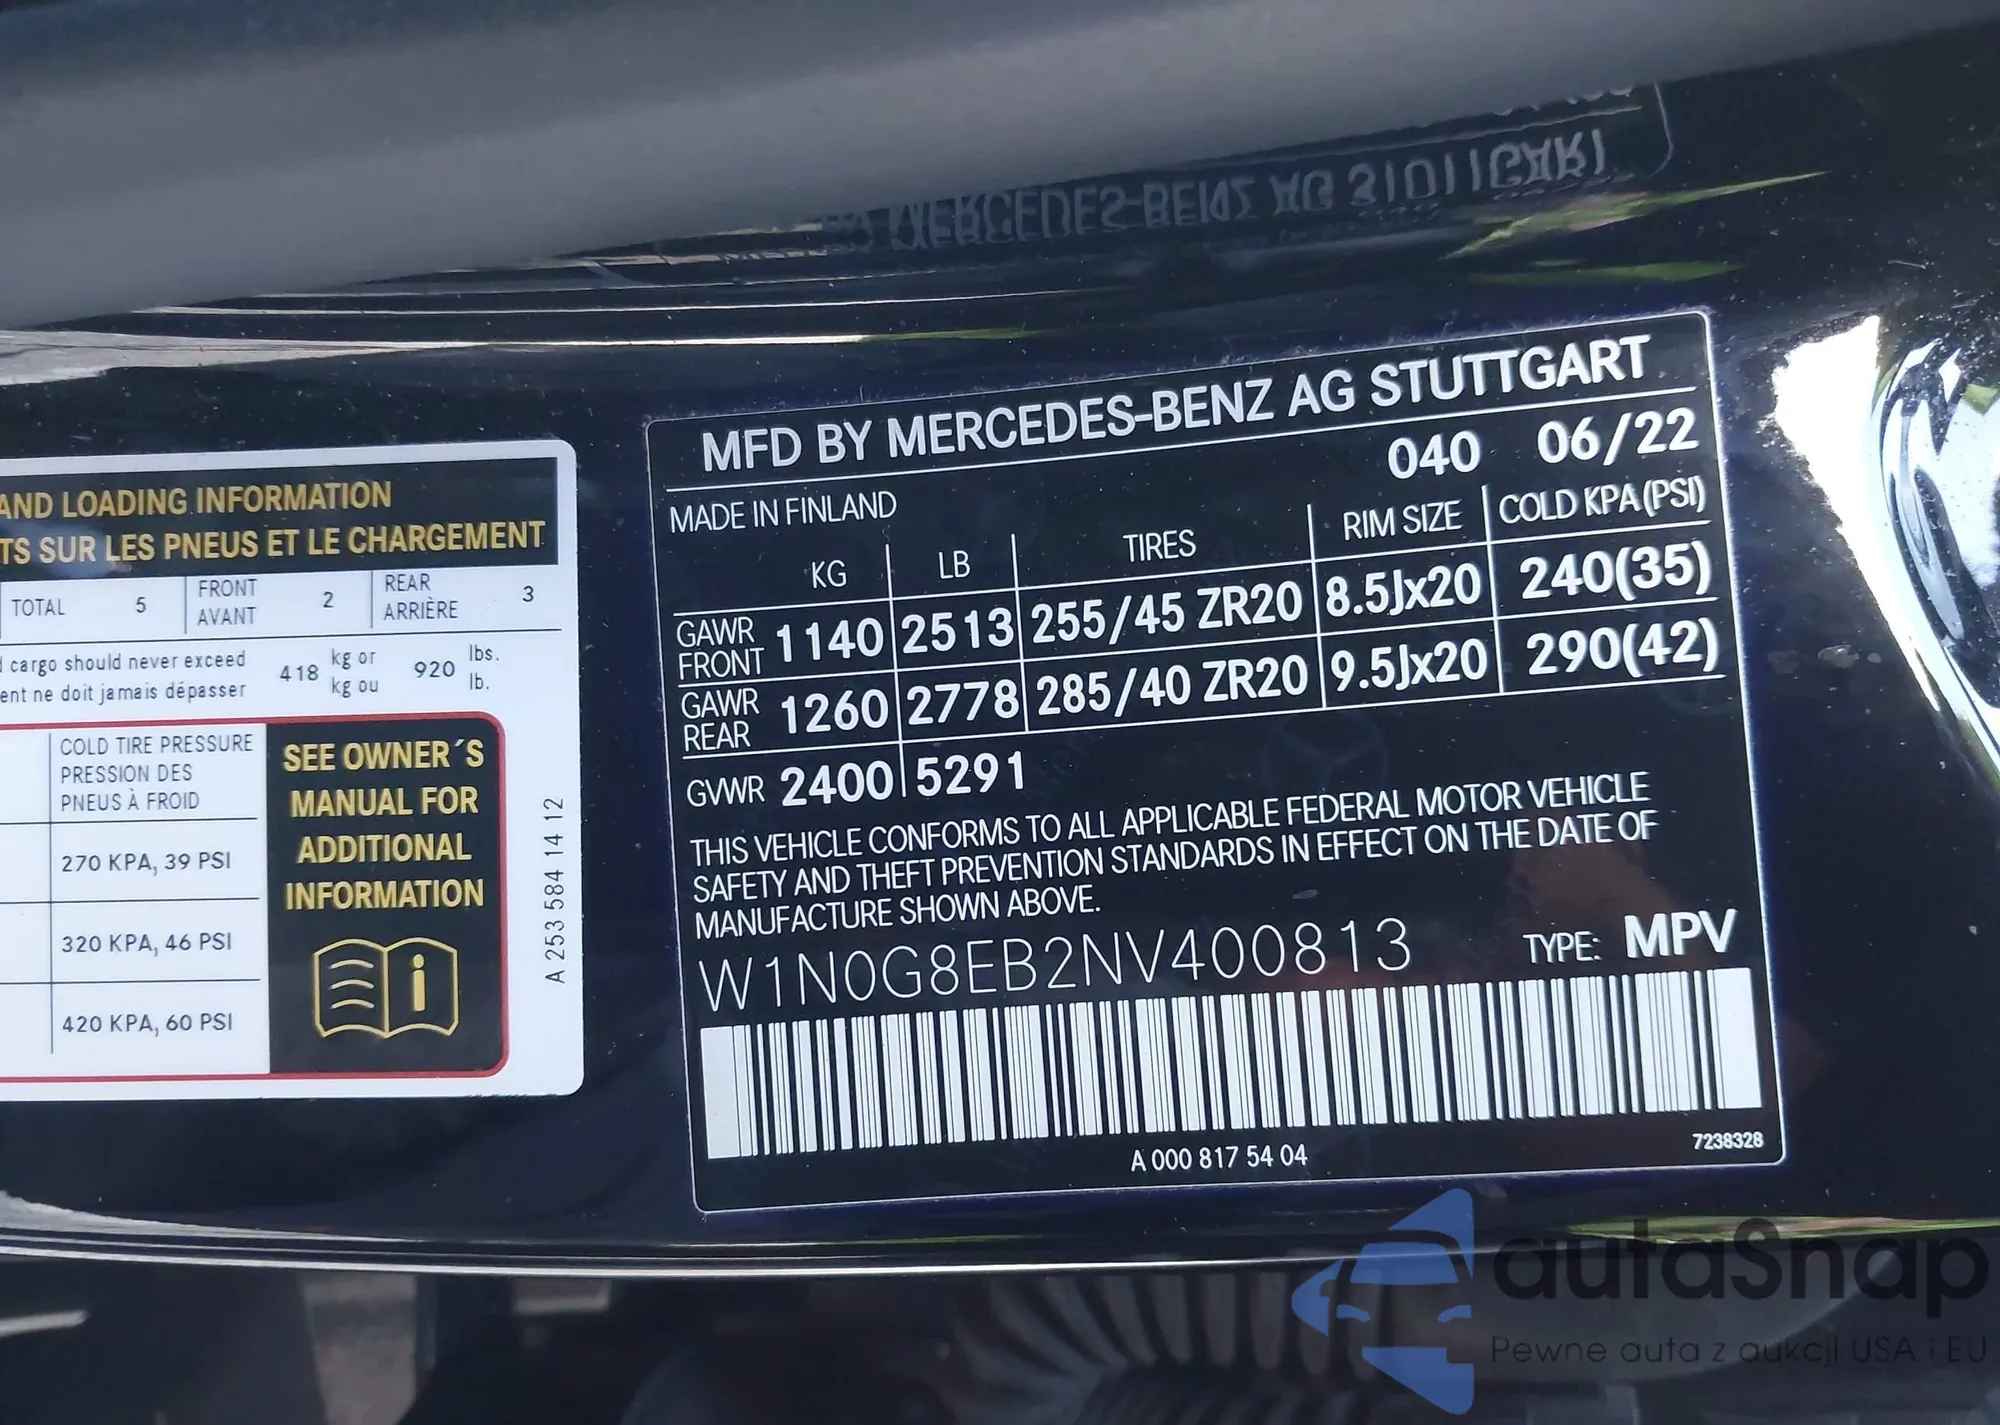 AND LOADING INFORMATION
TS SUR LES PNEUS ET LE CHARGEMENT
TOTAL 5 FRONT AVANT 2 REAR ARRIÈRE 3
cargo should never exceed 418 kg or 920 lbs.
ent ne doit jamais dépasser kg ou lb.
COLD TIRE PRESSURE
PRESSION DES
PNEUS À FROID
270 KPA, 39 PSI
320 KPA, 46 PSI
420 KPA, 60 PSI
SEE OWNER´S
MANUAL FOR
ADDITIONAL
INFORMATION
A 253 584 14 12
MERCEDES-BENZ AG STUTTGART
MFD BY MERCEDES-BENZ AG STUTTGART
040 06/22
MADE IN FINLAND
KG LB TIRES RIM SIZE COLD KPA(PSI)
GAWR FRONT 1140 2513 255/45 ZR20 8.5Jx20 240(35)
GAWR REAR 1260 2778 285/40 ZR20 9.5Jx20 290(42)
GVWR 2400 5291
THIS VEHICLE CONFORMS TO ALL APPLICABLE FEDERAL MOTOR VEHICLE
SAFETY AND THEFT PREVENTION STANDARDS IN EFFECT ON THE DATE OF
MANUFACTURE SHOWN ABOVE.
W1N0G8EB2NV400813 TYPE: MPV
A 000 817 54 04
7238328
autaSnap
Pewne auta z aukcji USA i EU